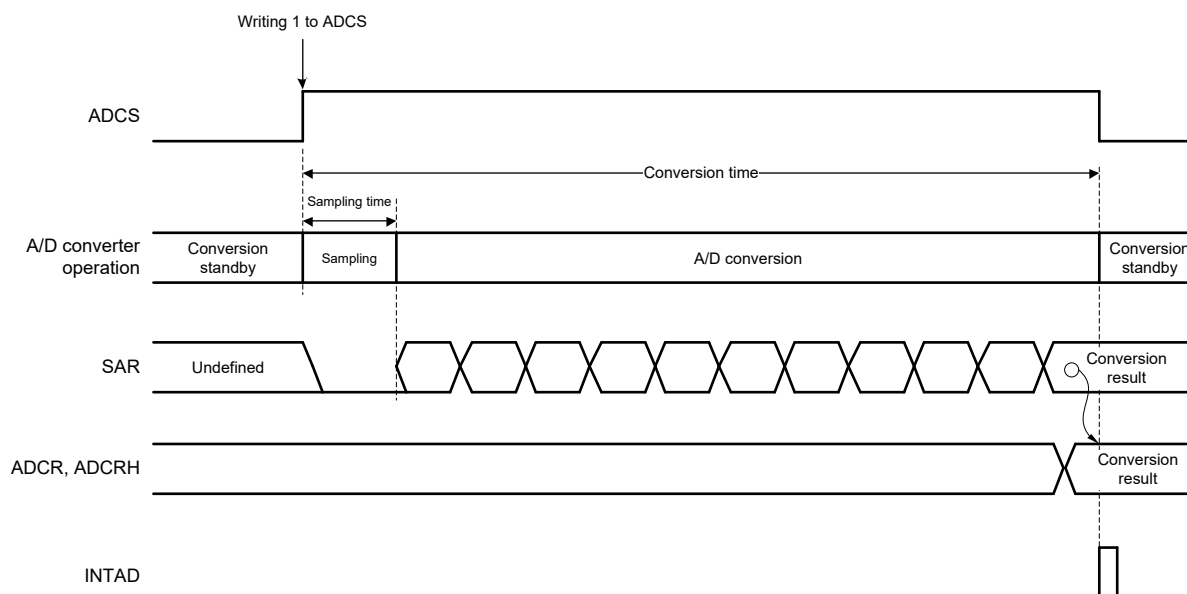 Writing 1 to ADCS
ADCS
Conversion time
Sampling time
A/D converter
operation
Conversion
standby
Sampling
A/D conversion
Conversion
standby
SAR
Undefined
Conversion
result
ADCR, ADCRH
Conversion
result
INTAD